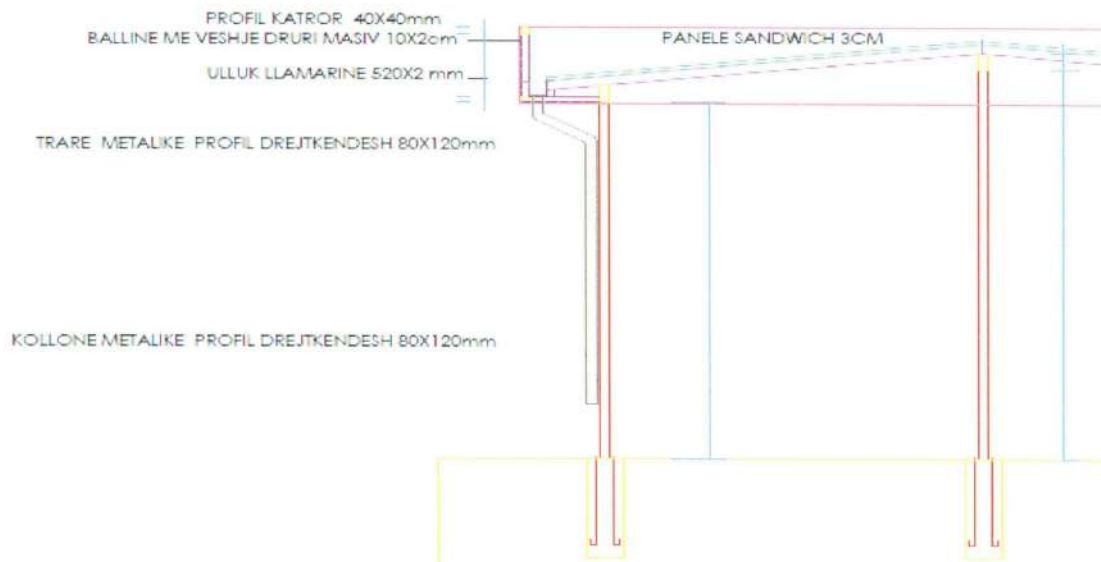 PROFIL KATROR 40X40mm
BALLINE ME VESHJE DRURI MASIV 10X2cm
PANELE SANDWICH 3CM
ULLUK LLAMARINE 520X2 mm
TRARE METALIKE PROFIL DREJTKENDESH 80X120mm
KOLLONE METALIKE PROFIL DREJTKENDESH 80X120mm